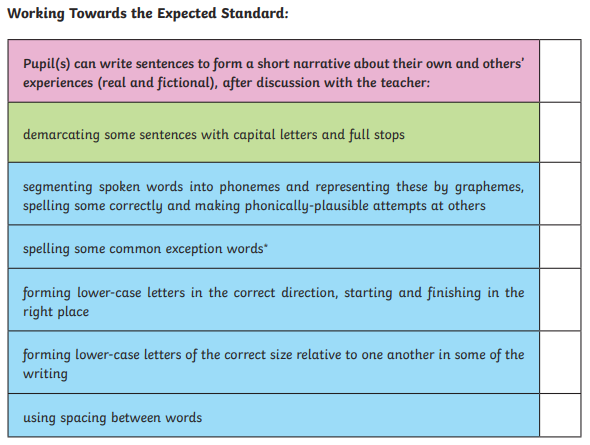 Working Towards the Expected Standard:
Pupil(s) can write sentences to form a short narrative about their own and others’
experiences (real and fictional), after discussion with the teacher:
demarcating some sentences with capital letters and full stops
segmenting spoken words into phonemes and representing these by graphemes,
spelling some correctly and making phonically-plausible attempts at others
spelling some common exception words*
forming lower-case letters in the correct direction, starting and finishing in the
right place
forming lower-case letters of the correct size relative to one another in some of the
writing
using spacing between words